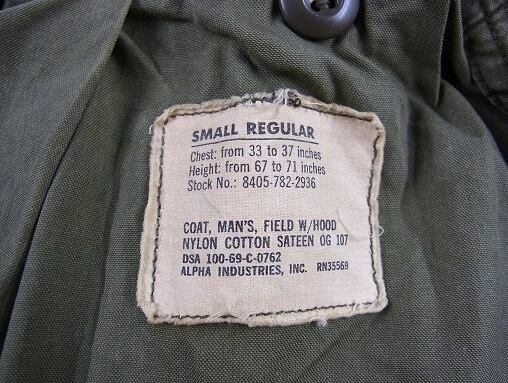 SMALL REGULAR
Chest: from 33 to 37 inches
Height: from 67 to 71 inches
Stock No.: 8405-782-2936
COAT, MAN'S, FIELD W/HOOD
NYLON COTTON SATEEN OG 107
DSA 100-69-C-0762
ALPHA INDUSTRIES, INC. RN35569